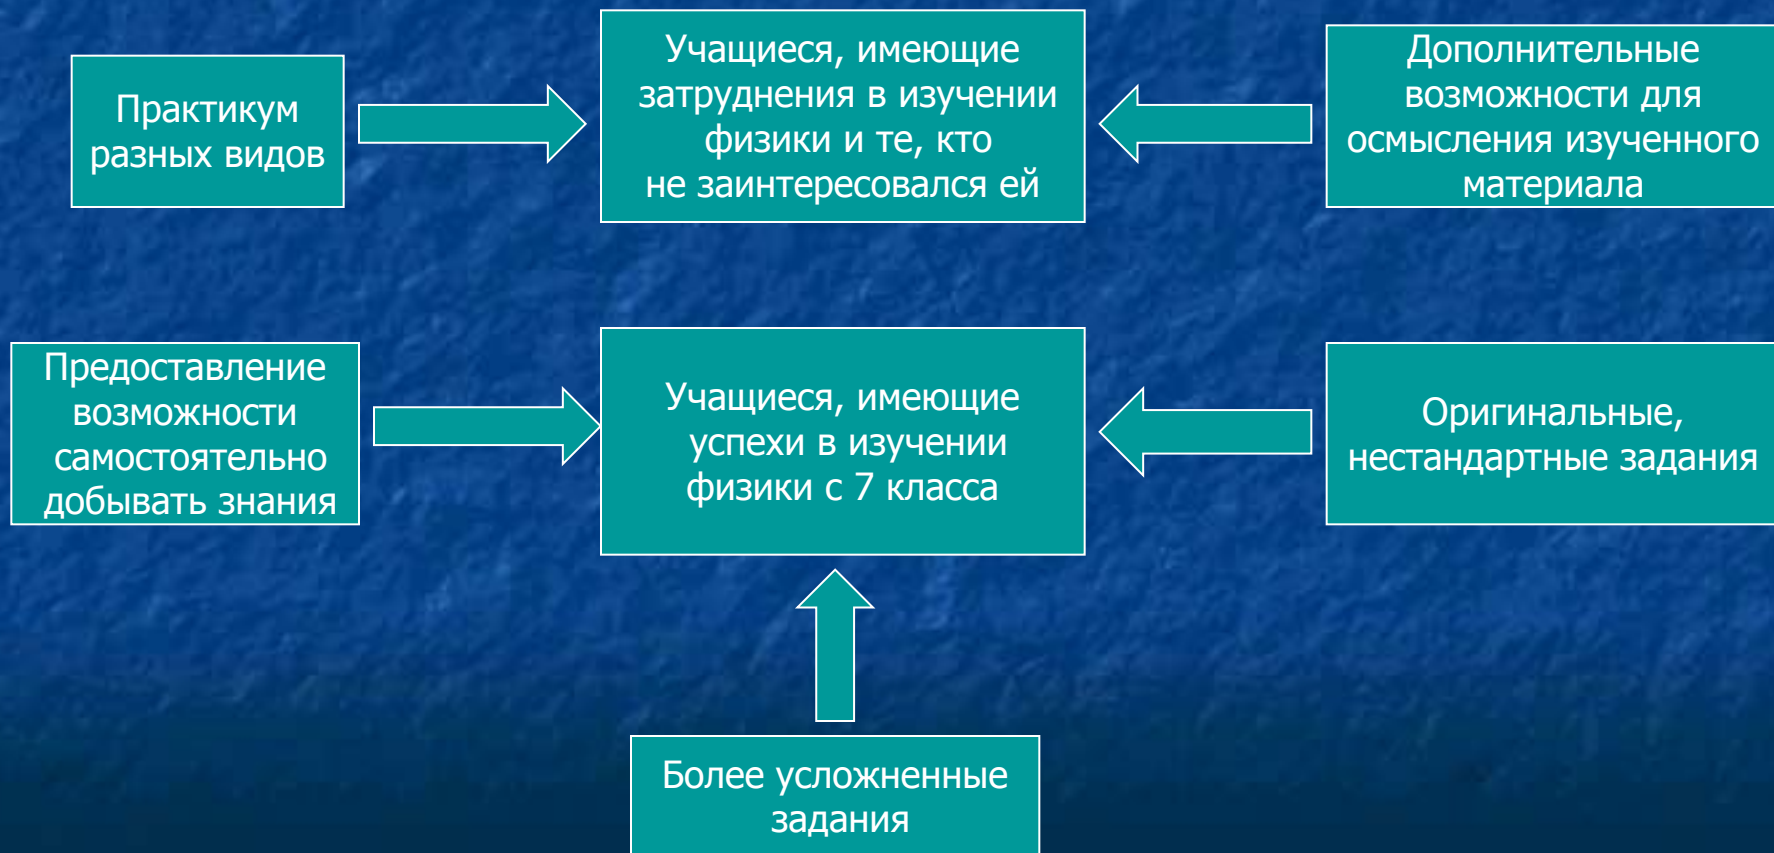 Практикум
разных видов
Учащиеся, имеющие
затруднения в изучении
физики и те, кто
не заинтересовался ей
Дополнительные
возможности для
осмысления изученного
материала
Предоставление
возможности
самостоятельно
добывать знания
Учащиеся, имеющие
успехи в изучении
физики с 7 класса
Оригинальные,
нестандартные задания
Более усложненные
задания